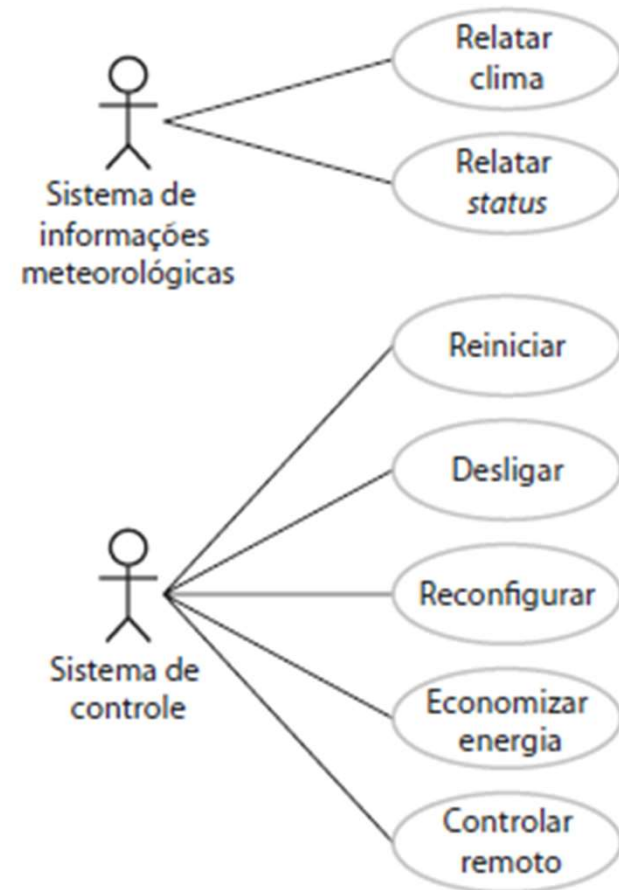 Relatar
clima
Relatar
status
Sistema de
informações
meteorológicas
Reiniciar
Desligar
Reconfigurar
Sistema de
controle
Economizar
energia
Controlar
remoto